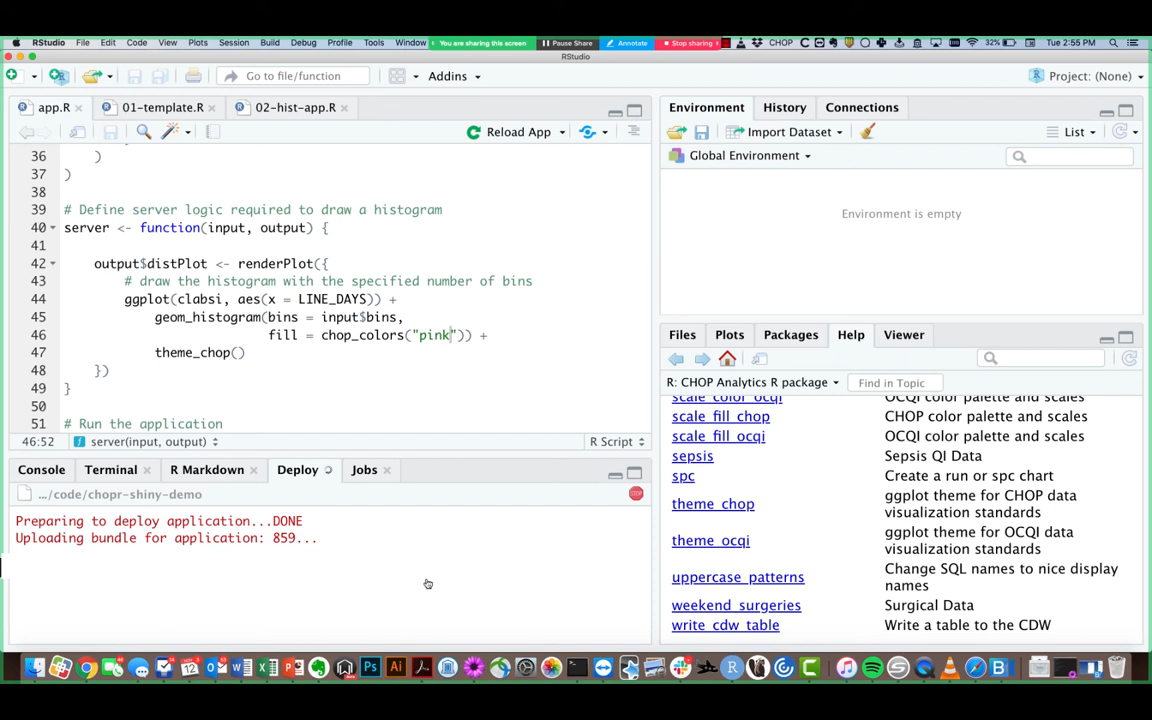 RStudio File Edit Code View Plots Session Build Debug Profile Tools Window You are sharing this screen Pause Share Annotate Stop sharing CHOP 32% Tue 2:55 PM
RStudio
Go to file/function Addins Project: (None)
app.R 01-template.R 02-hist-app.R
Reload App
36 )
37 )
38
39 # Define server logic required to draw a histogram
40 server <- function(input, output) {
41
42 output$distPlot <- renderPlot({
43 # draw the histogram with the specified number of bins
44 ggplot(clabsi, aes(x = LINE_DAYS)) +
45 geom_histogram(bins = input$bins,
46 fill = chop_colors("pink")) +
47 theme_chop()
48 })
49 }
50
51 # Run the application
46:52 server(input, output) R Script
Console Terminal R Markdown Deploy Jobs
.../code/chopr-shiny-demo
STOP
Preparing to deploy application...DONE
Uploading bundle for application: 859...
Environment History Connections
Import Dataset List
Global Environment
Environment is empty
Files Plots Packages Help Viewer
R: CHOP Analytics R package Find in Topic
scale_color_ocqi OCQI color palette and scales
scale_fill_chop CHOP color palette and scales
scale_fill_ocqi OCQI color palette and scales
sepsis Sepsis QI Data
spc Create a run or spc chart
theme_chop ggplot theme for CHOP data
visualization standards
theme_ocqi ggplot theme for OCQI data
visualization standards
uppercase_patterns Change SQL names to nice display
names
weekend_surgeries Surgical Data
write_cdw_table Write a table to the CDW